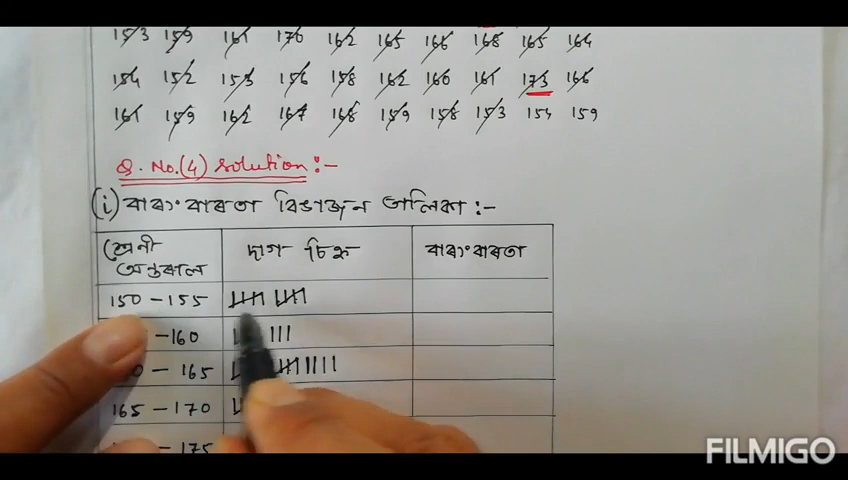 153 159 161 170 162 165 166 168 165 164
154 152 153 156 158 162 160 161 173 166
161 159 162 167 168 159 158 153 154 159
Q. No.(4) Solution :-
(i) বাৰংবাৰতা বিভাজন তালিকা :-
শ্ৰেনী অন্তৰাল দাগ চিহ্ন বাৰংবাৰতা
150 - 155
- 160
- 165
165 - 170
- 175
FILMIGO